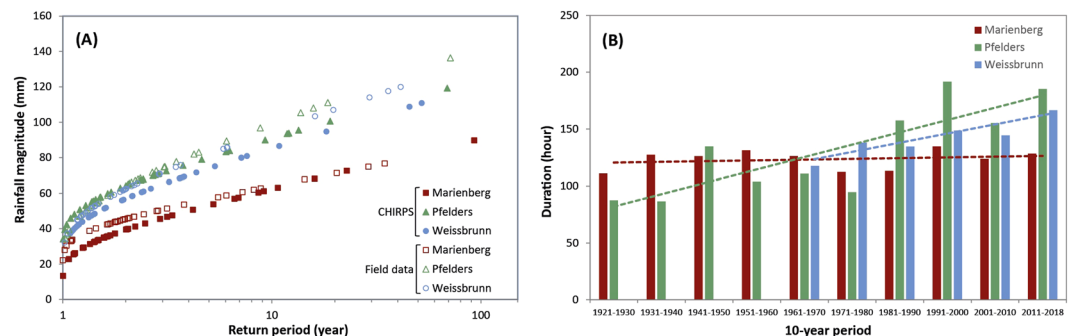 (A)
Rainfall magnitude (mm)
160
140
120
100
80
60
40
20
0
1
10
100
Return period (year)
CHIRPS
Marienberg
Pfelders
Weissbrunn
Field data
Marienberg
Pfelders
Weissbrunn
(B)
Duration (hour)
250
200
150
100
50
0
Marienberg
Pfelders
Weissbrunn
1921-1930 1931-1940 1941-1950 1951-1960 1961-1970 1971-1980 1981-1990 1991-2000 2001-2010 2011-2018
10-year period